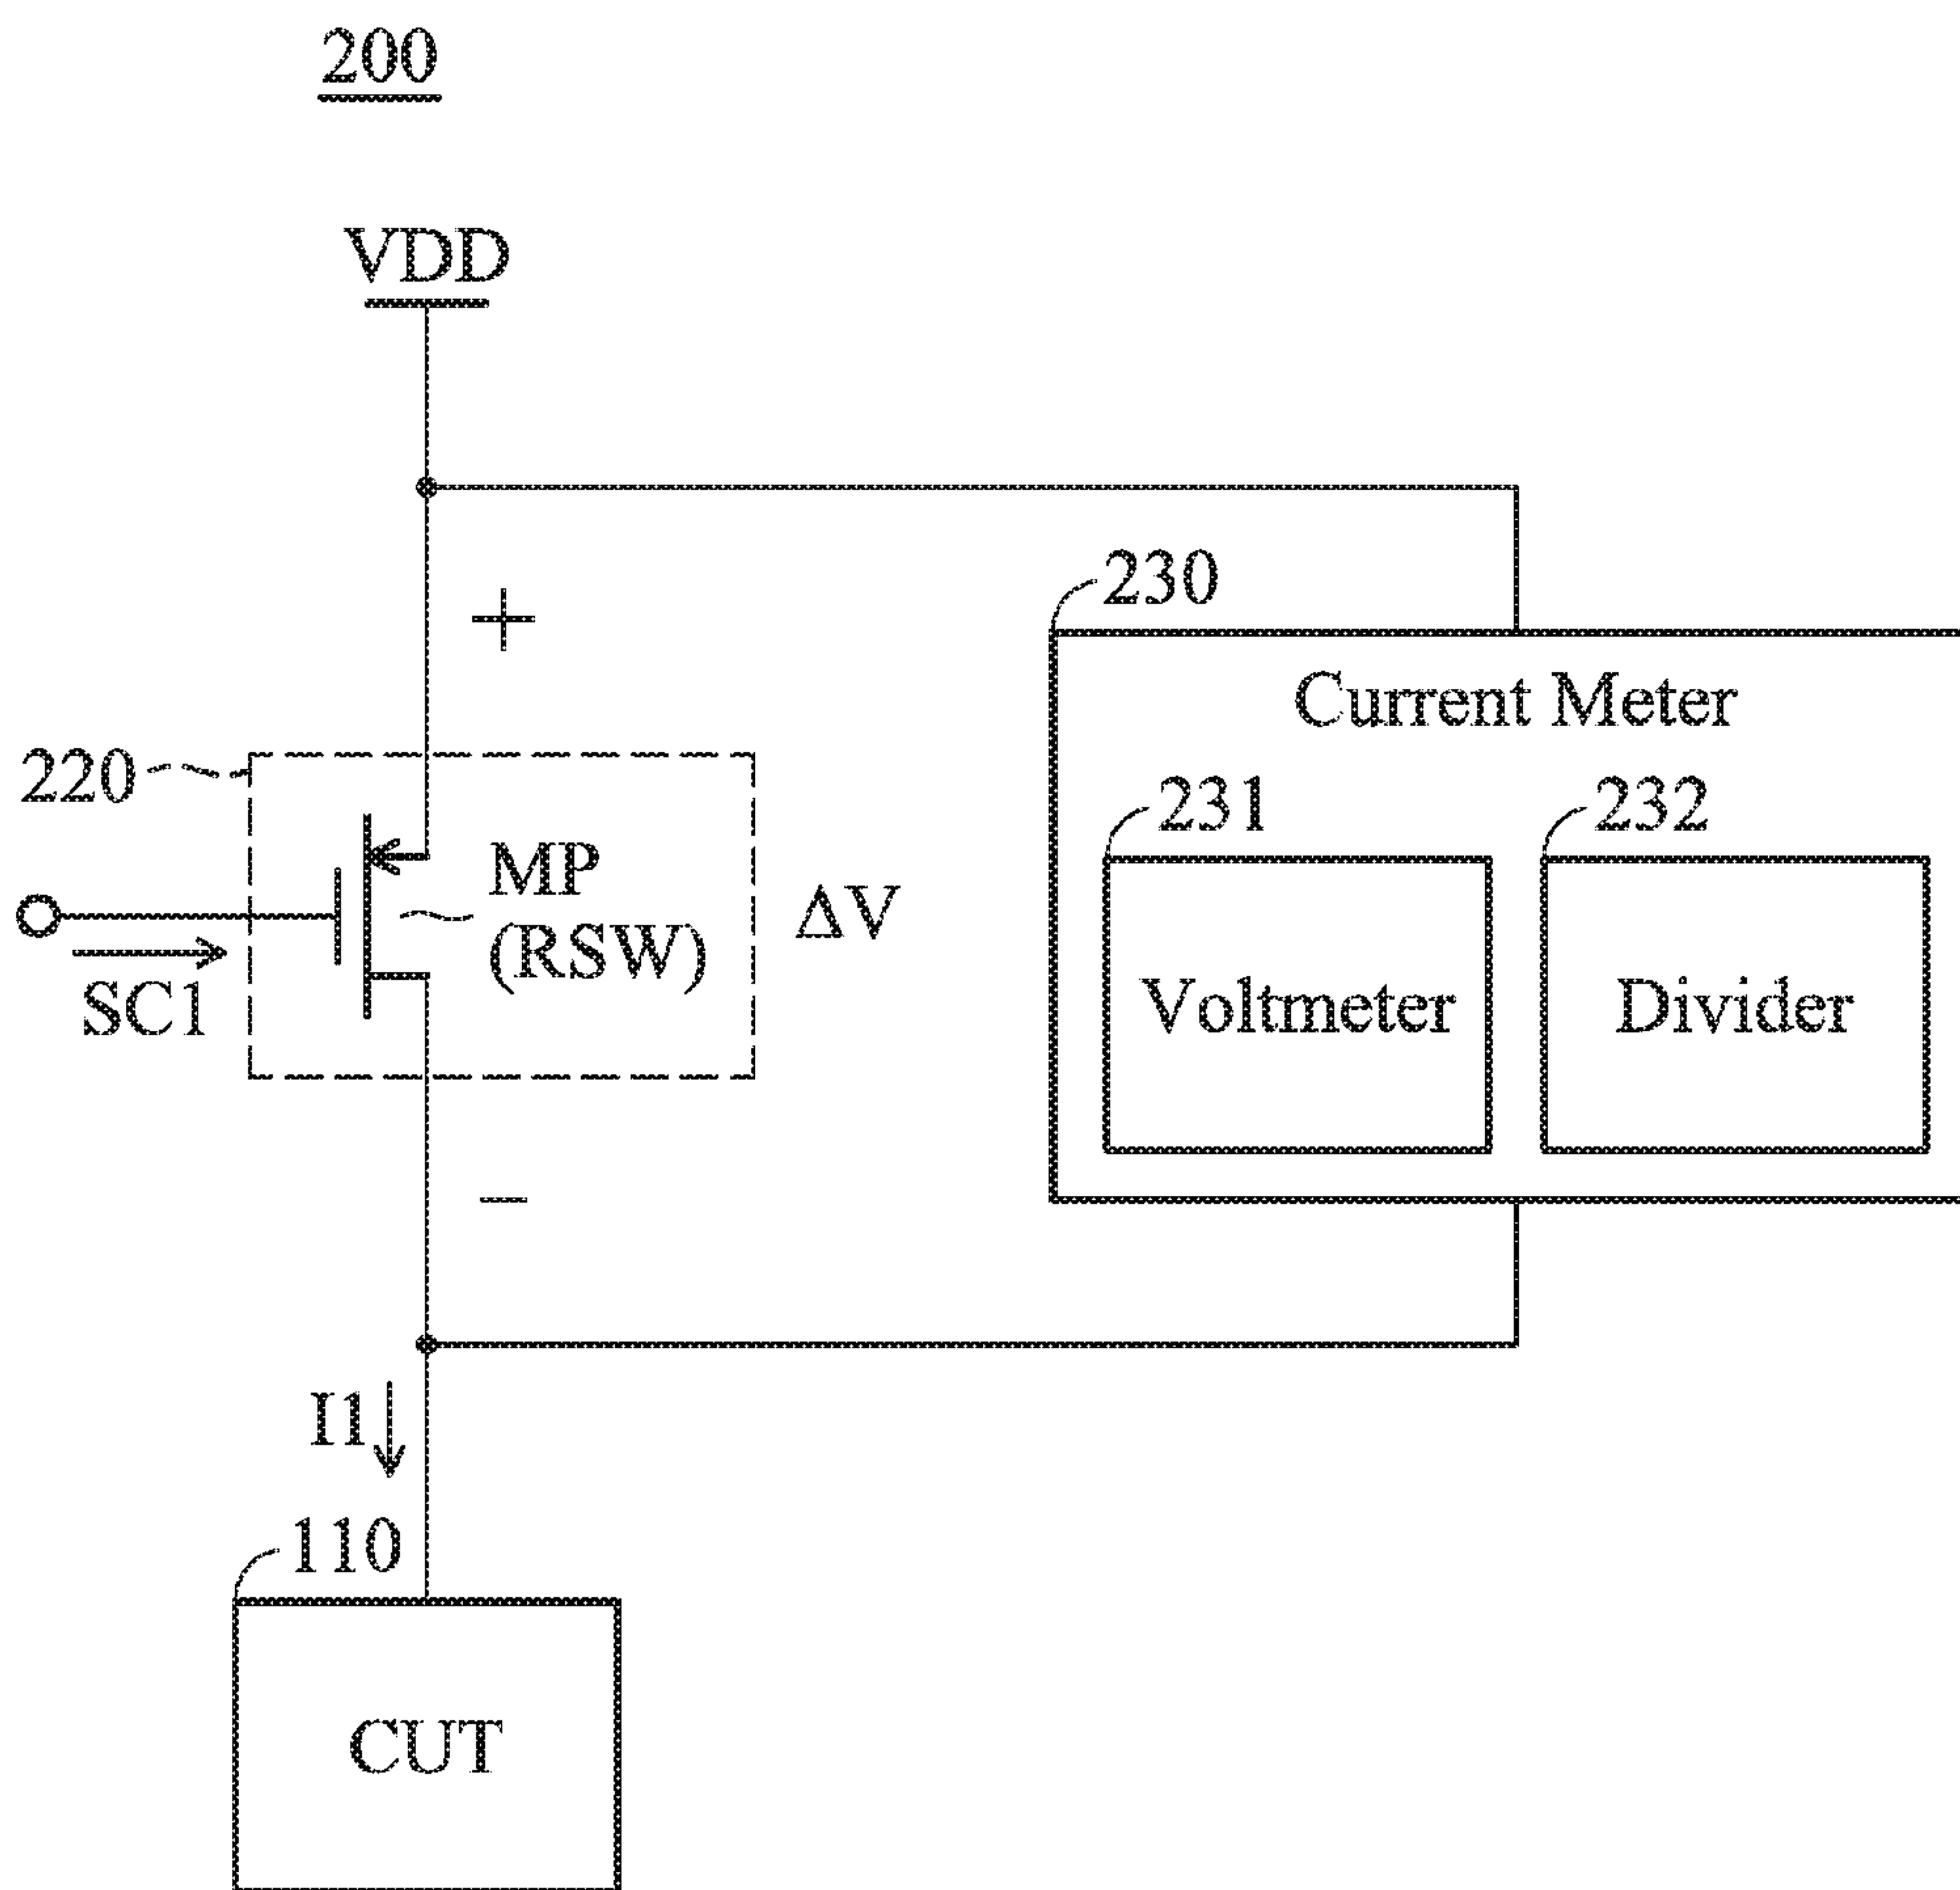 200
VDD
+
230
Current Meter
220
231
232
MP
(RSW)
ΔV
SC1
Voltmeter
Divider
−
I1
110
CUT